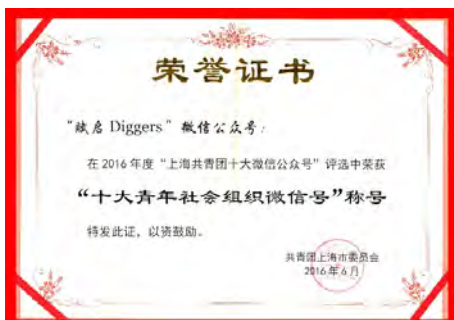 荣誉证书
“赋启 Diggers”微信公众号：
在 2016 年度“上海共青团十大微信公众号”评选中荣获
“十大青年社会组织微信号”称号
特发此证，以资鼓励。
共青团上海市委员会
2016 年 6 月